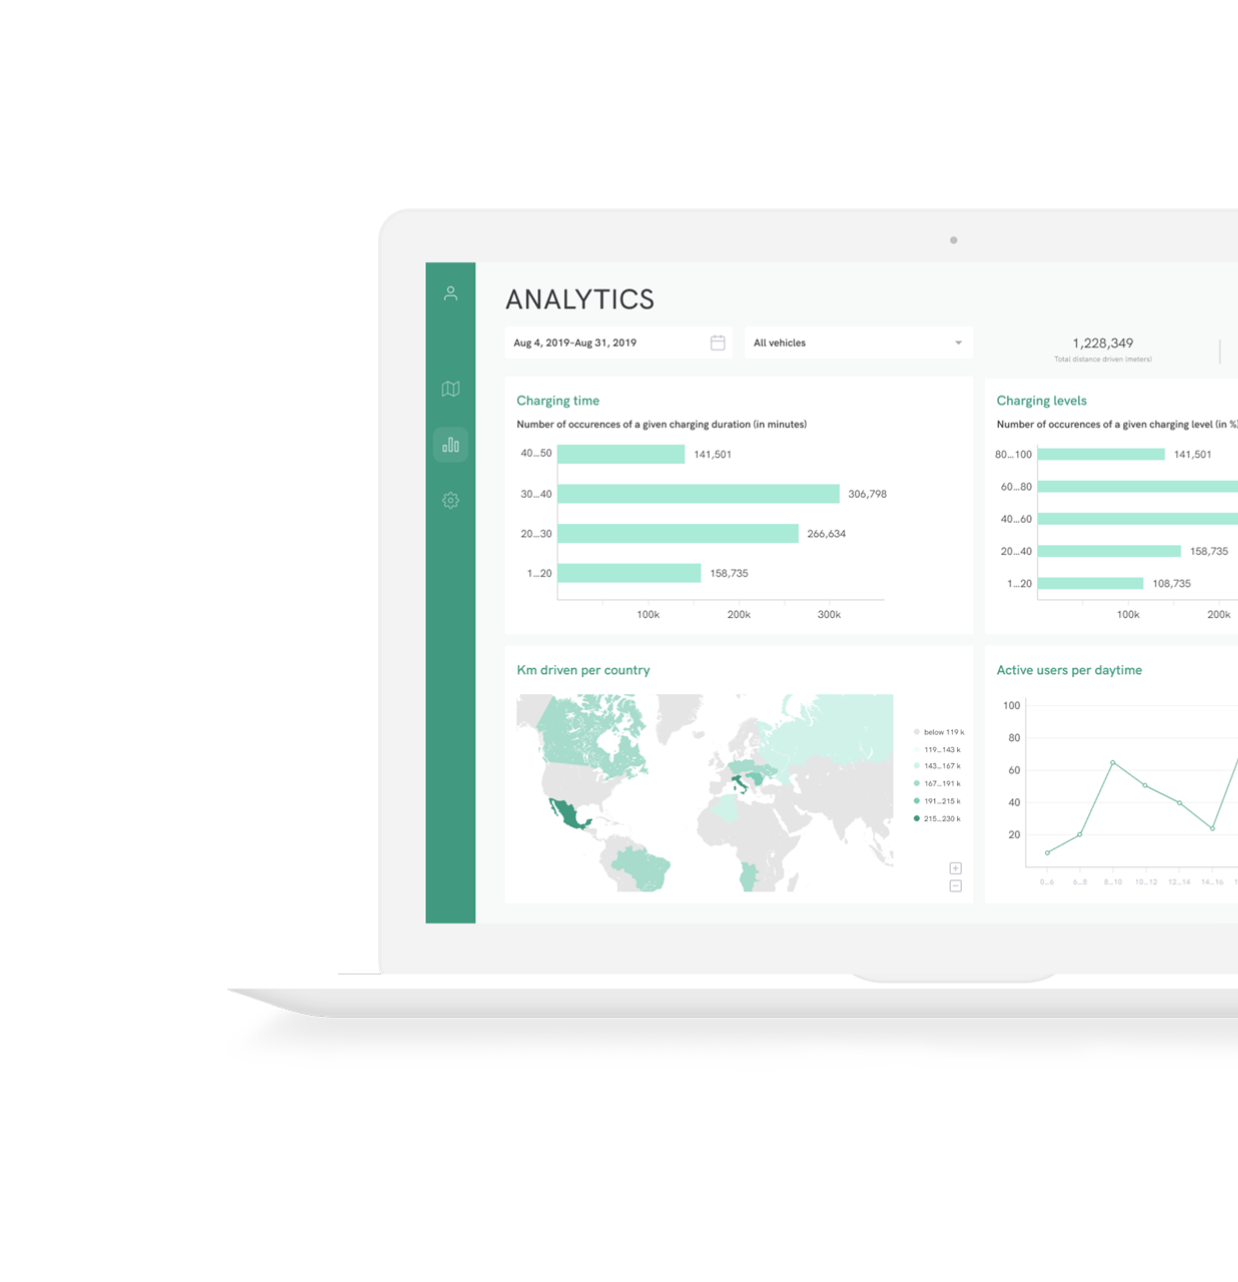 ANALYTICS
Aug 4, 2019–Aug 31, 2019
All vehicles
1,228,349
Total distance driven (meters)
Charging time
Number of occurences of a given charging duration (in minutes)
40...50
141,501
30...40
306,798
20...30
266,634
1...20
158,735
100k
200k
300k
Charging levels
Number of occurences of a given charging level (in %
80...100
141,501
60...80
40...60
20...40
158,735
1...20
108,735
100k
200k
Km driven per country
below 119 k
119...143 k
143...167 k
167...191 k
191...215 k
215...230 k
Active users per daytime
100
80
60
40
20
0...6
6...8
8...10
10...12
12...14
14...16